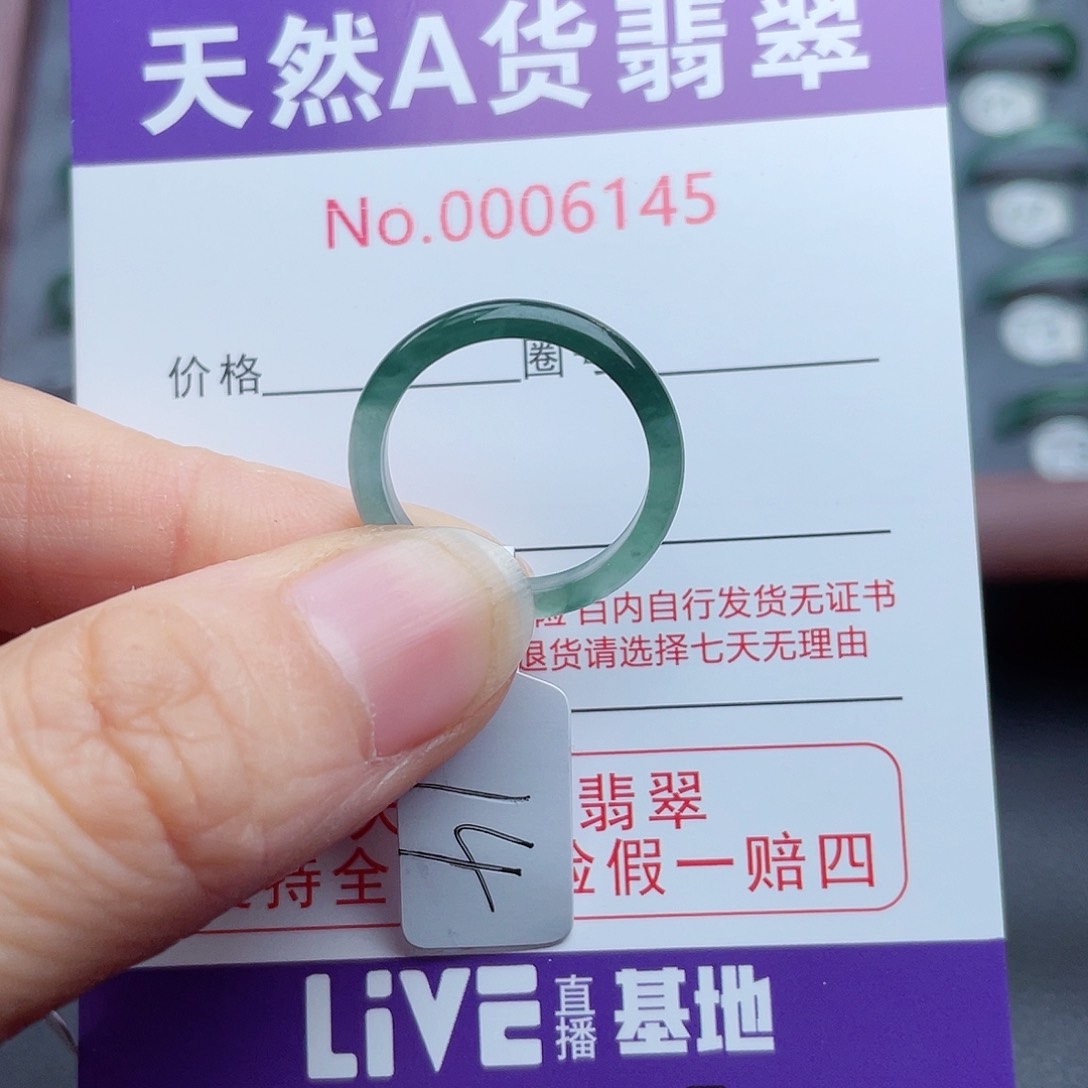 天然A货翡翠
No.0006145
价格 圈
日内自行发货无证书
退货请选择七天无理由
翡翠
持全 验假一赔四
14
LiVE直播基地